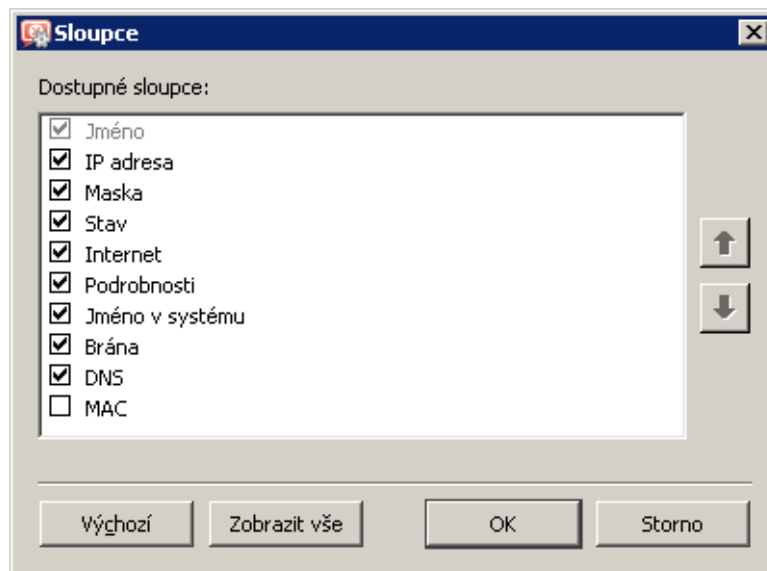 Sloupce
Dostupné sloupce:
Jméno
IP adresa
Maska
Stav
Internet
Podrobnosti
Jméno v systému
Brána
DNS
MAC
Výchozí Zobrazit vše OK Storno